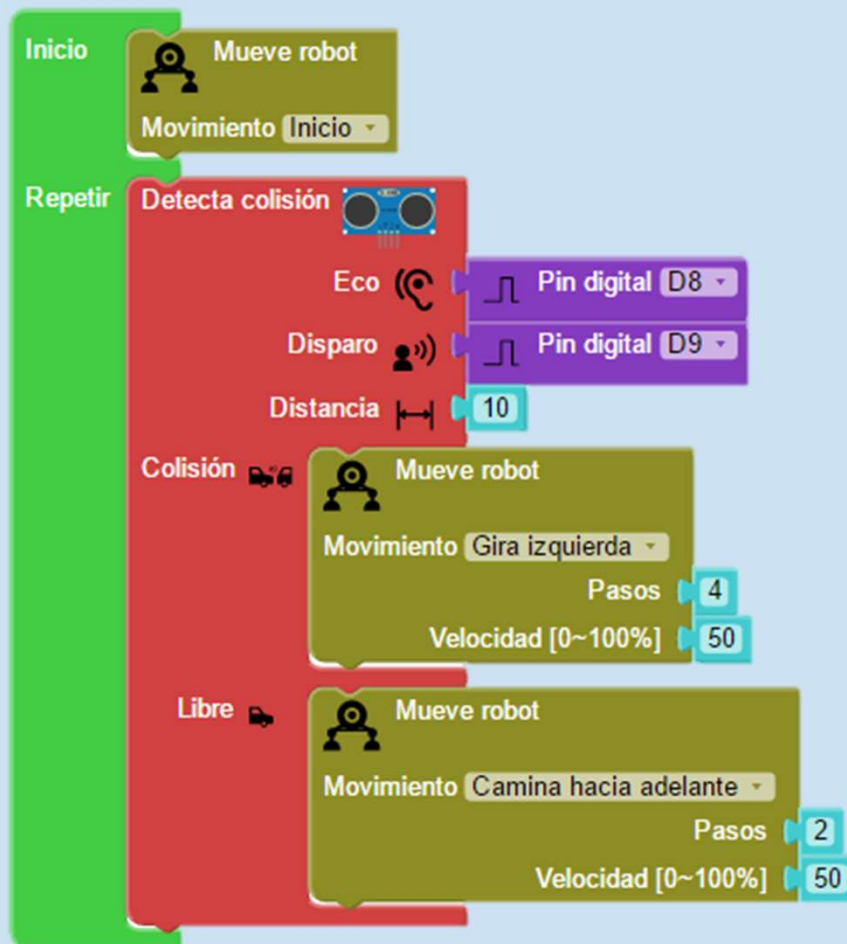 Inicio
Mueve robot
Movimiento Inicio
Repetir
Detecta colisión
Eco Pin digital D8
Disparo Pin digital D9
Distancia 10
Colisión Mueve robot
Movimiento Gira izquierda
Pasos 4
Velocidad [0~100%] 50
Libre Mueve robot
Movimiento Camina hacia adelante
Pasos 2
Velocidad [0~100%] 50